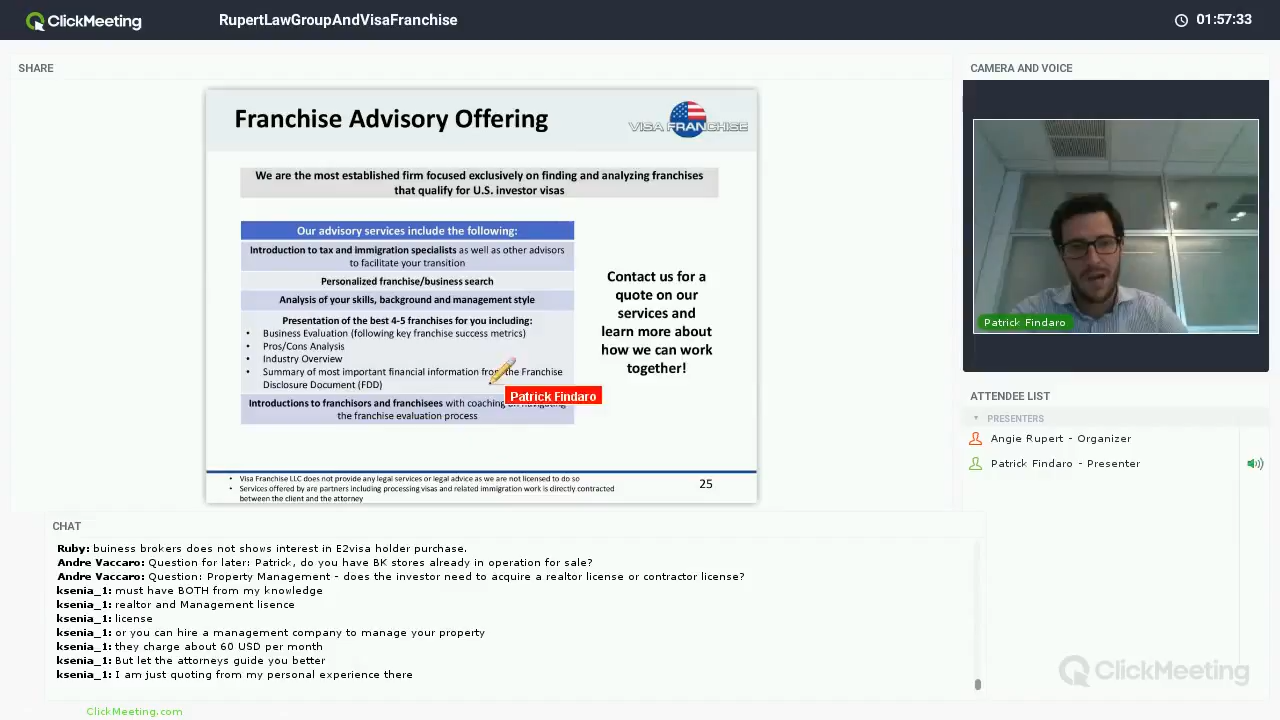 ClickMeeting
RupertLawGroupAndVisaFranchise
01:57:33
SHARE
Franchise Advisory Offering
VISA FRANCHISE
We are the most established firm focused exclusively on finding and analyzing franchises
that qualify for U.S. investor visas
Our advisory services include the following:
Introduction to tax and immigration specialists as well as other advisors
to facilitate your transition
Personalized franchise/business search
Analysis of your skills, background and management style
Presentation of the best 4-5 franchises for you including:
• Business Evaluation (following key franchise success metrics)
• Pros/Cons Analysis
• Industry Overview
• Summary of most important financial information from the Franchise
Disclosure Document (FDD)
Patrick Findaro
Introductions to franchisors and franchisees with coaching
the franchise evaluation process
Contact us for a
quote on our
services and
learn more about
how we can work
together!
• Visa Franchise LLC does not provide any legal services or legal advice as we are not licensed to do so
• Services offered by are partners including processing visas and related immigration work is directly contracted
between the client and the attorney
25
CAMERA AND VOICE
Patrick Findaro
ATTENDEE LIST
PRESENTERS
Angie Rupert - Organizer
Patrick Findaro - Presenter
CHAT
Ruby: buiness brokers does not shows interest in E2visa holder purchase.
Andre Vaccaro: Question for later: Patrick, do you have BK stores already in operation for sale?
Andre Vaccaro: Question: Property Management - does the investor need to acquire a realtor license or contractor license?
ksenia_1: must have BOTH from my knowledge
ksenia_1: realtor and Management lisence
ksenia_1: license
ksenia_1: or you can hire a management company to manage your property
ksenia_1: they charge about 60 USD per month
ksenia_1: But let the attorneys guide you better
ksenia_1: I am just quoting from my personal experience there
ClickMeeting
ClickMeeting.com